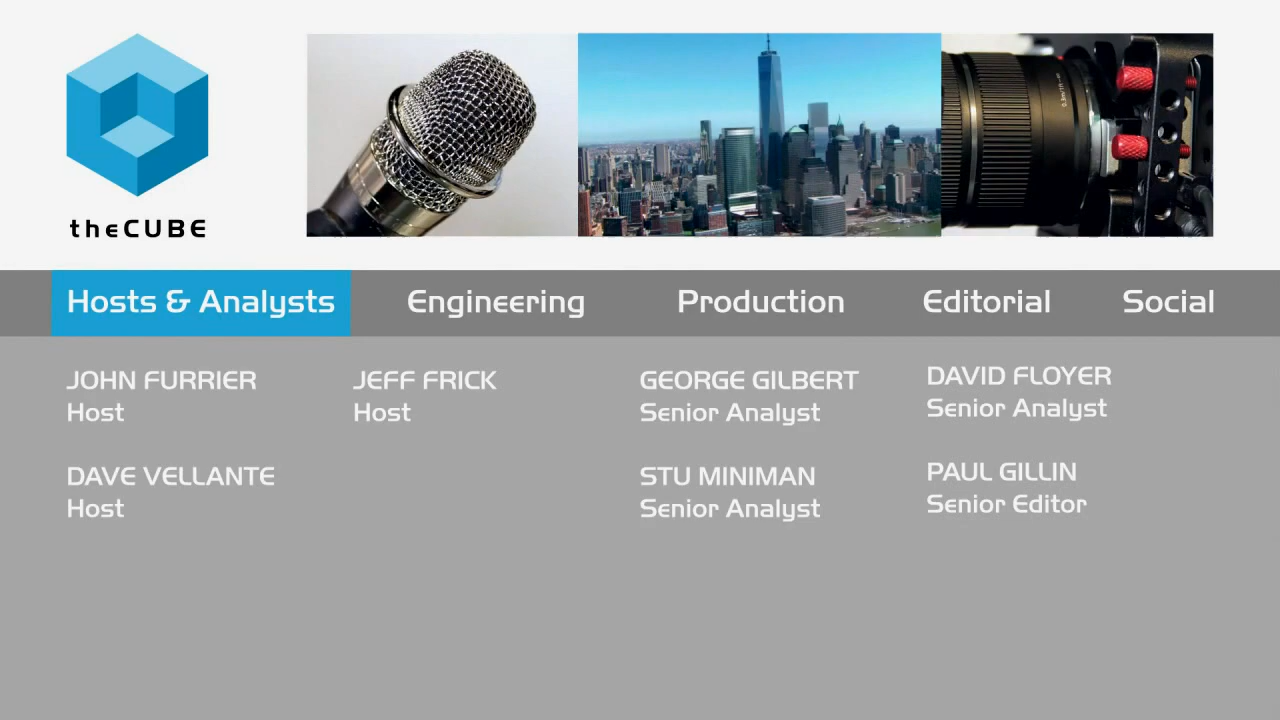 theCUBE
Hosts & Analysts
Engineering
Production
Editorial
Social
JOHN FURRIER
Host
DAVE VELLANTE
Host
JEFF FRICK
Host
GEORGE GILBERT
Senior Analyst
STU MINIMAN
Senior Analyst
DAVID FLOYER
Senior Analyst
PAUL GILLIN
Senior Editor